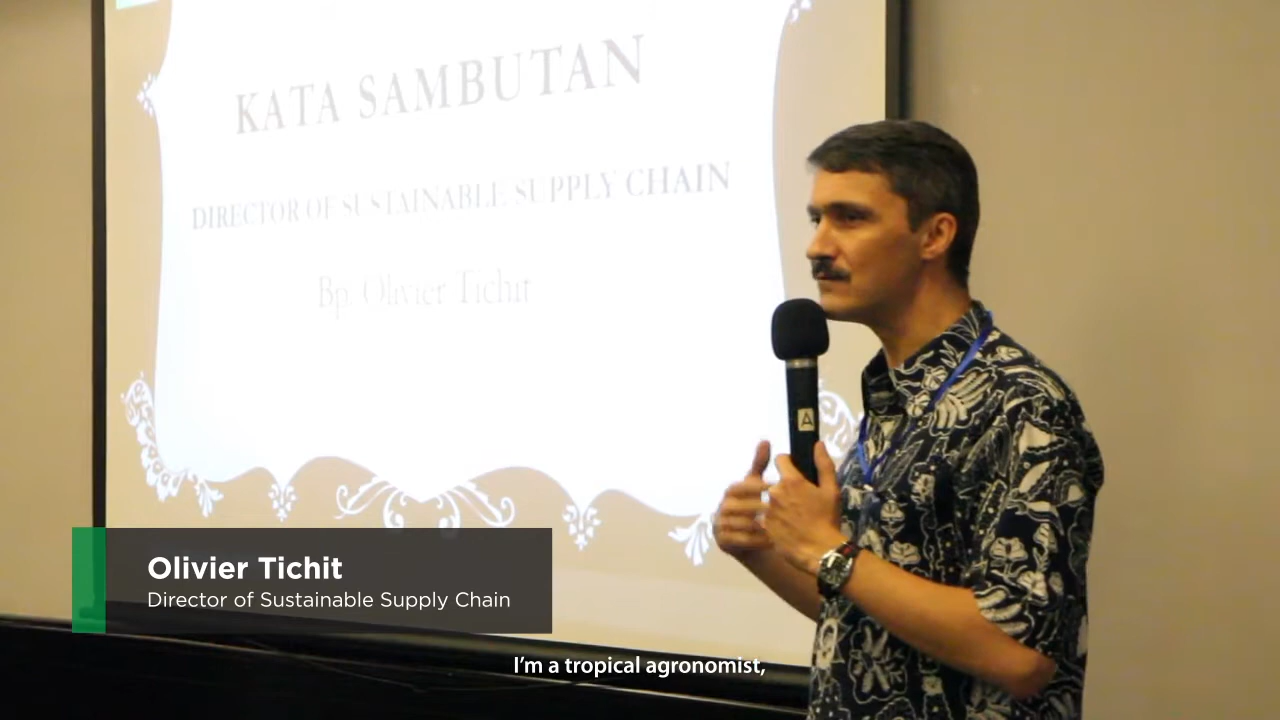 KATA SAMBUTAN
DIRECTOR OF SUSTAINABLE SUPPLY CHAIN
Bp. Olivier Tichit
A
Olivier Tichit
Director of Sustainable Supply Chain
I'm a tropical agronomist,